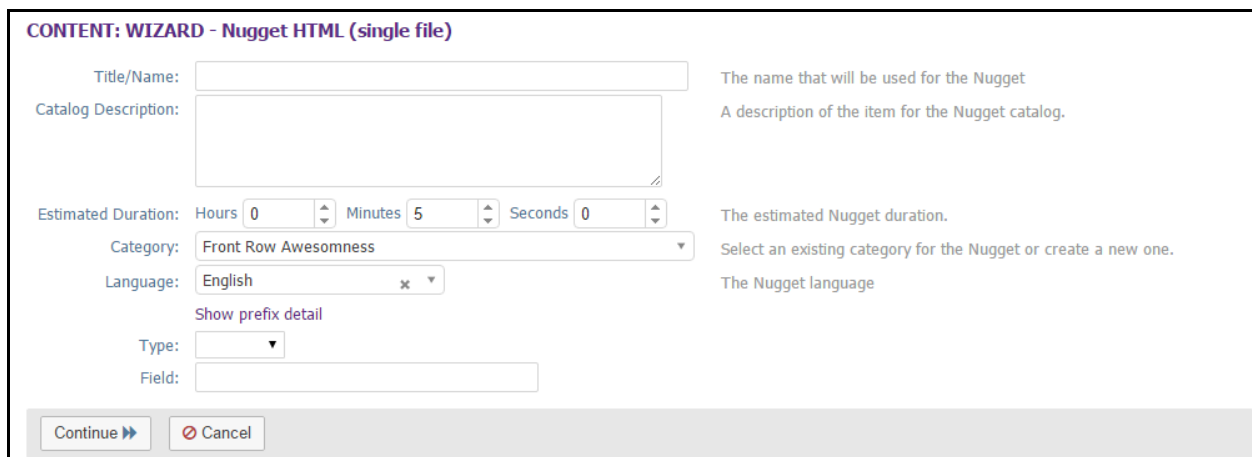 CONTENT: WIZARD - Nugget HTML (single file)
Title/Name: The name that will be used for the Nugget
Catalog Description: A description of the item for the Nugget catalog.
Estimated Duration: Hours 0 Minutes 5 Seconds 0 The estimated Nugget duration.
Category: Front Row Awesomness Select an existing category for the Nugget or create a new one.
Language: English The Nugget language
Show prefix detail
Type:
Field:
Continue Cancel